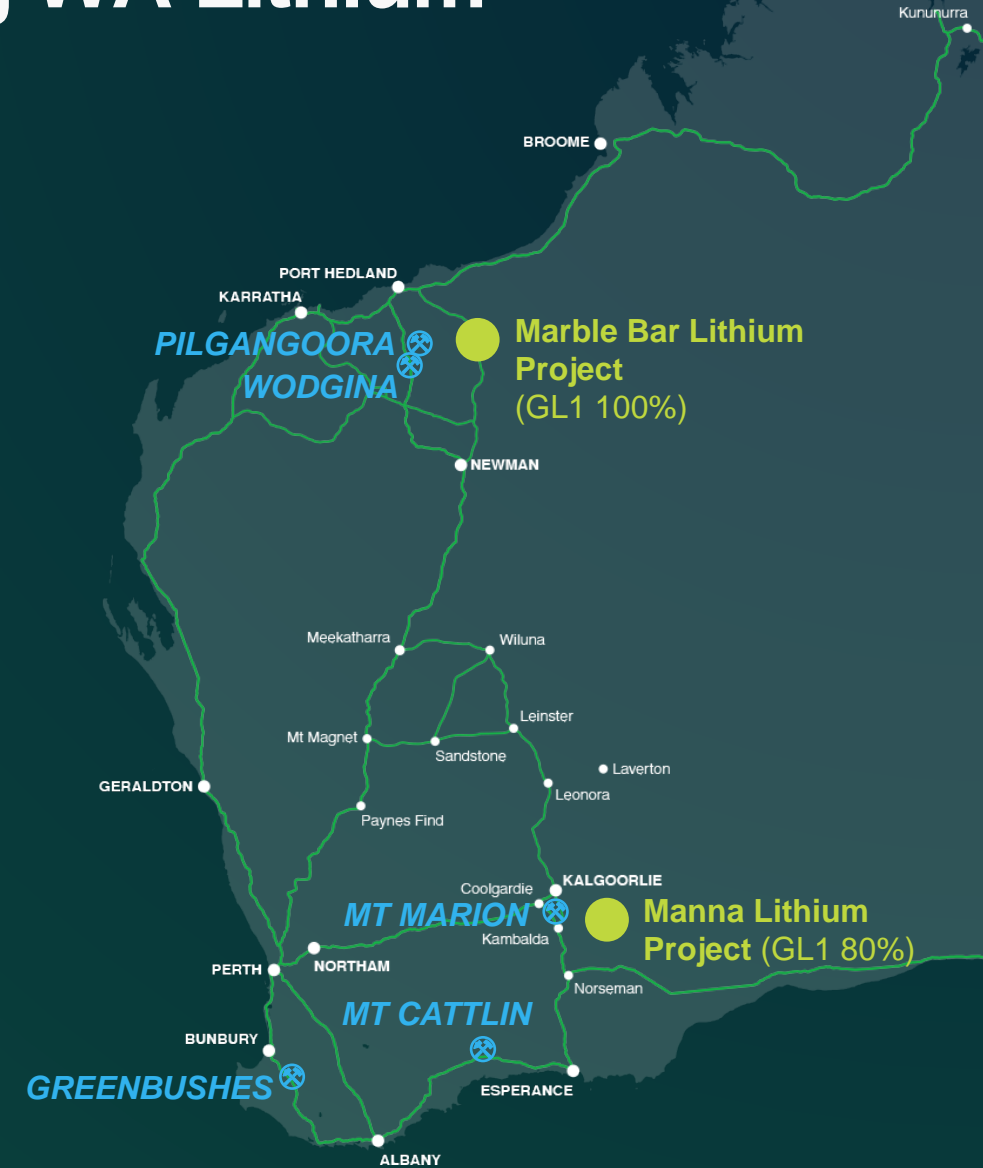 WA Lithium
Kununurra
BROOME
PORT HEDLAND
KARRATHA
PILGANGOORA
WODGINA
Marble Bar Lithium
Project
(GL1 100%)
NEWMAN
Meekatharra
Wiluna
Leinster
Mt Magnet
Sandstone
Laverton
GERALDTON
Leonora
Paynes Find
KALGOORLIE
Coolgardie
MT MARION
Manna Lithium
Project (GL1 80%)
Kambalda
NORTHAM
PERTH
Norseman
MT CATTLIN
BUNBURY
GREENBUSHES
ESPERANCE
ALBANY